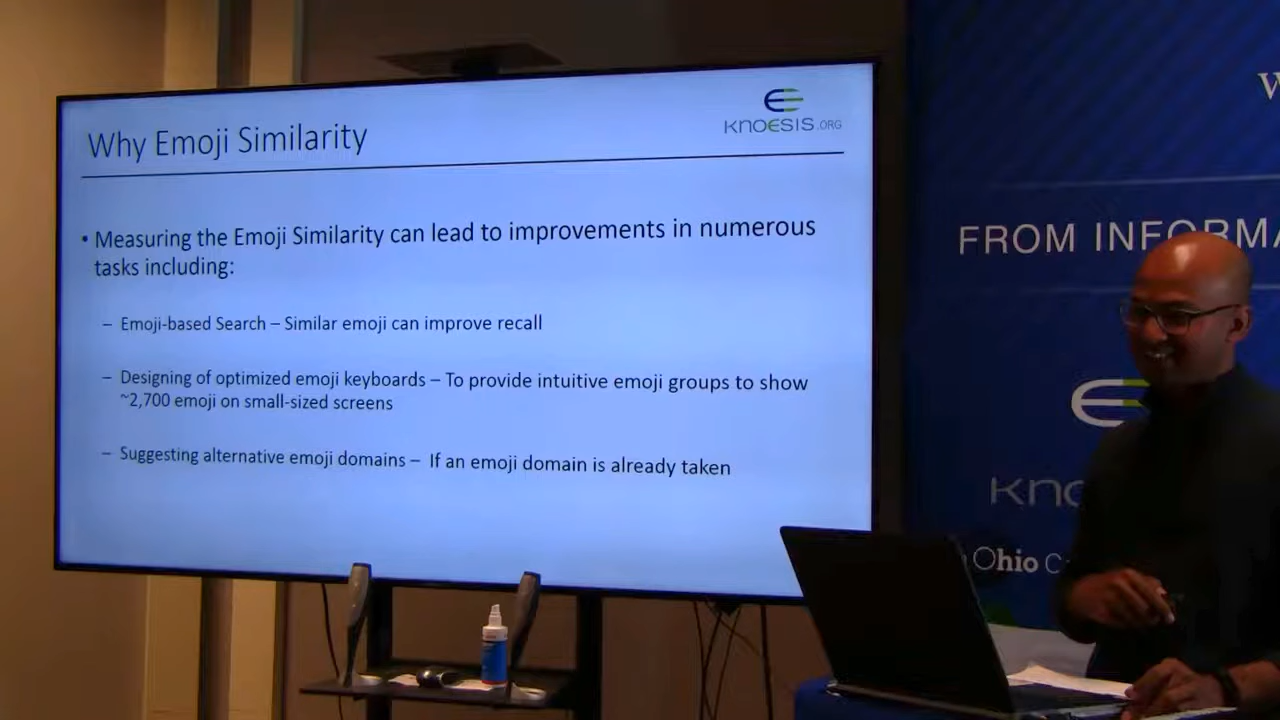 Why Emoji Similarity
KNOESIS.ORG
• Measuring the Emoji Similarity can lead to improvements in numerous
tasks including:
– Emoji-based Search – Similar emoji can improve recall
– Designing of optimized emoji keyboards – To provide intuitive emoji groups to show
~2,700 emoji on small-sized screens
– Suggesting alternative emoji domains – If an emoji domain is already taken
W
FROM INFORMA
kno
Ohio C